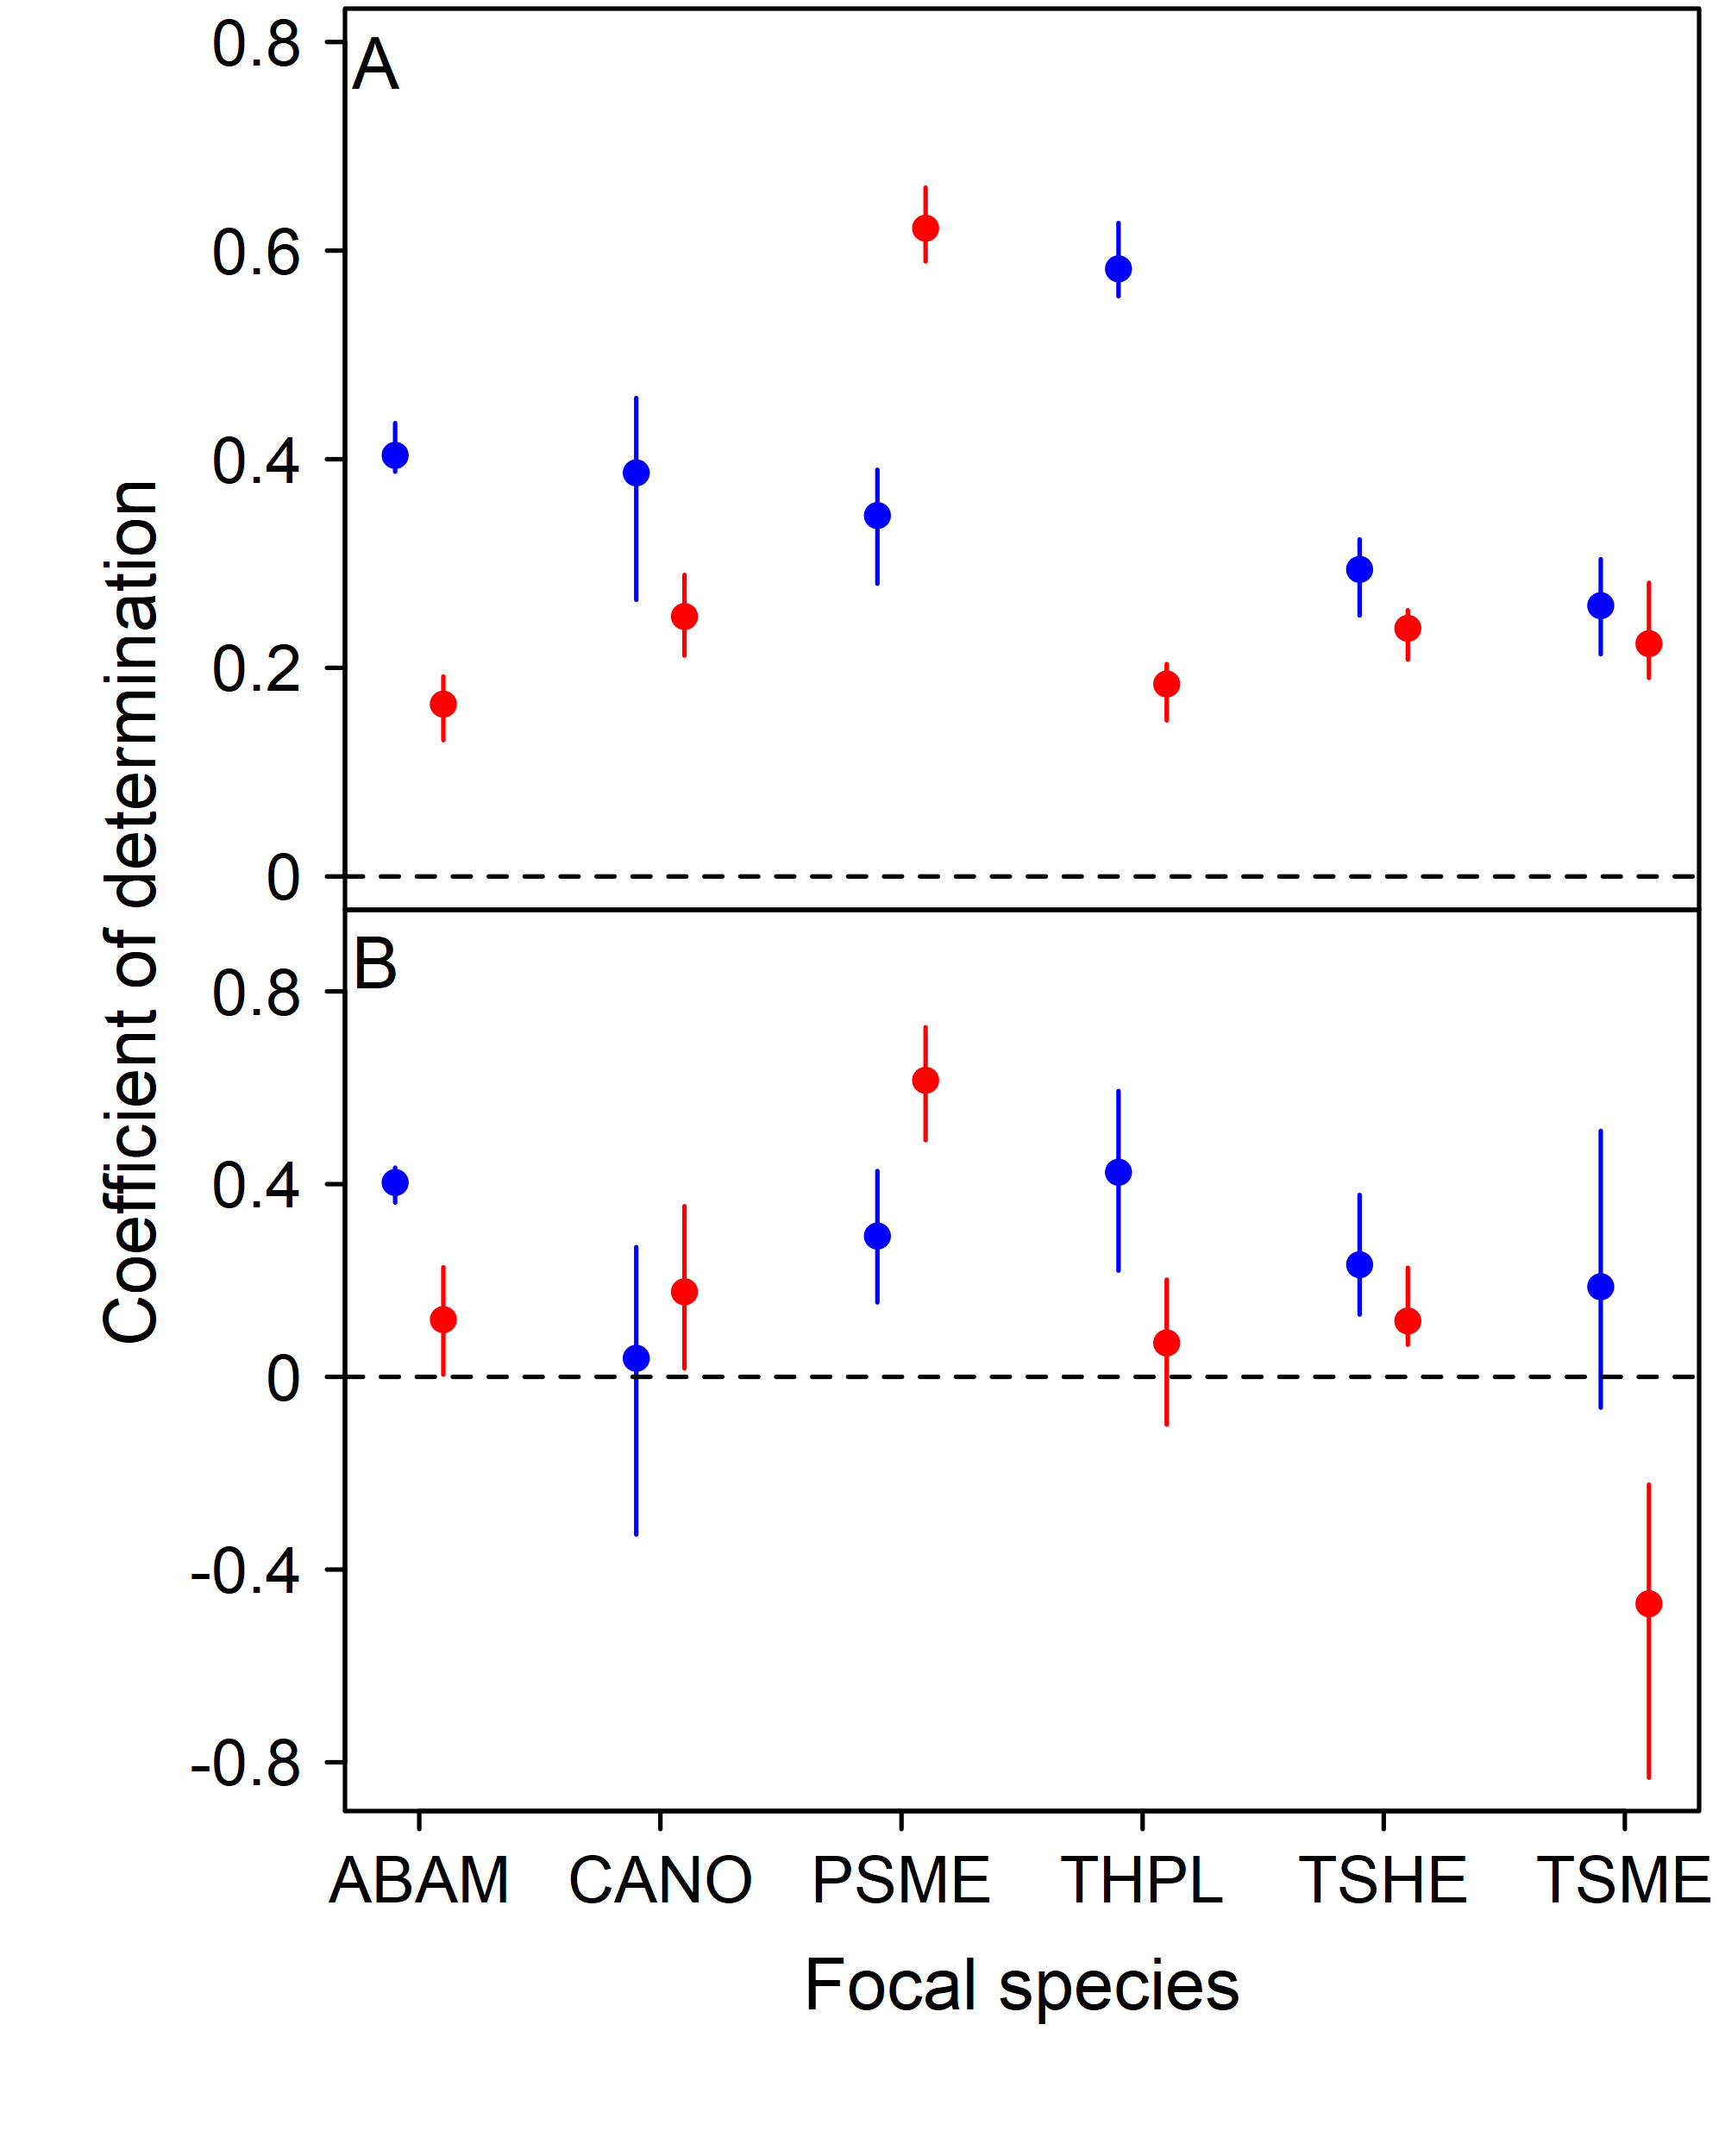 A
0.8
0.6
0.4
0.2
0
B
0.8
0.4
0
-0.4
-0.8
Coefficient of determination
ABAM CANO PSME THPL TSHE TSME
Focal species